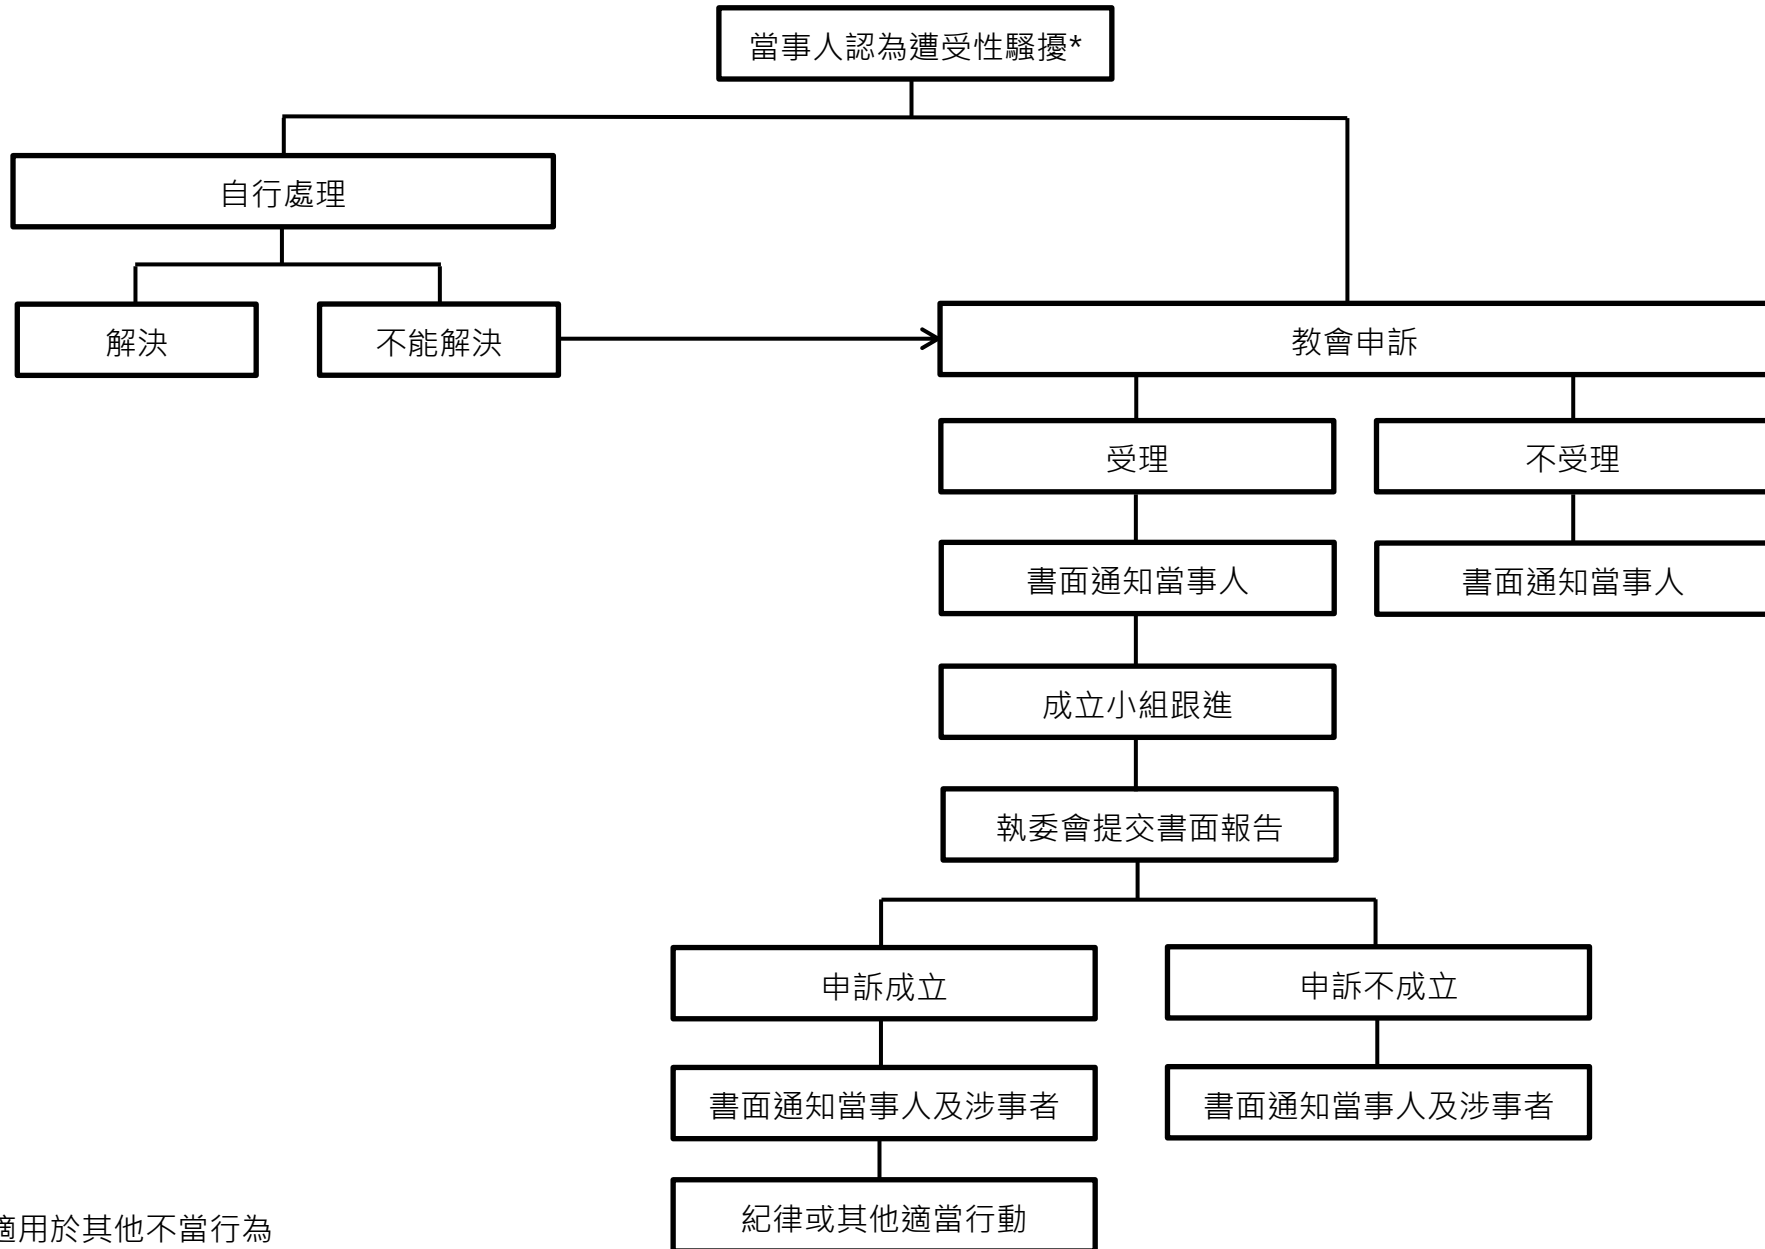 當事人認為遭受性騷擾*
自行處理
解決
不能解決
教會申訴
受理
不受理
書面通知當事人
書面通知當事人
成立小組跟進
執委會提交書面報告
申訴成立
申訴不成立
書面通知當事人及涉事者
書面通知當事人及涉事者
紀律或其他適當行動
適用於其他不當行為